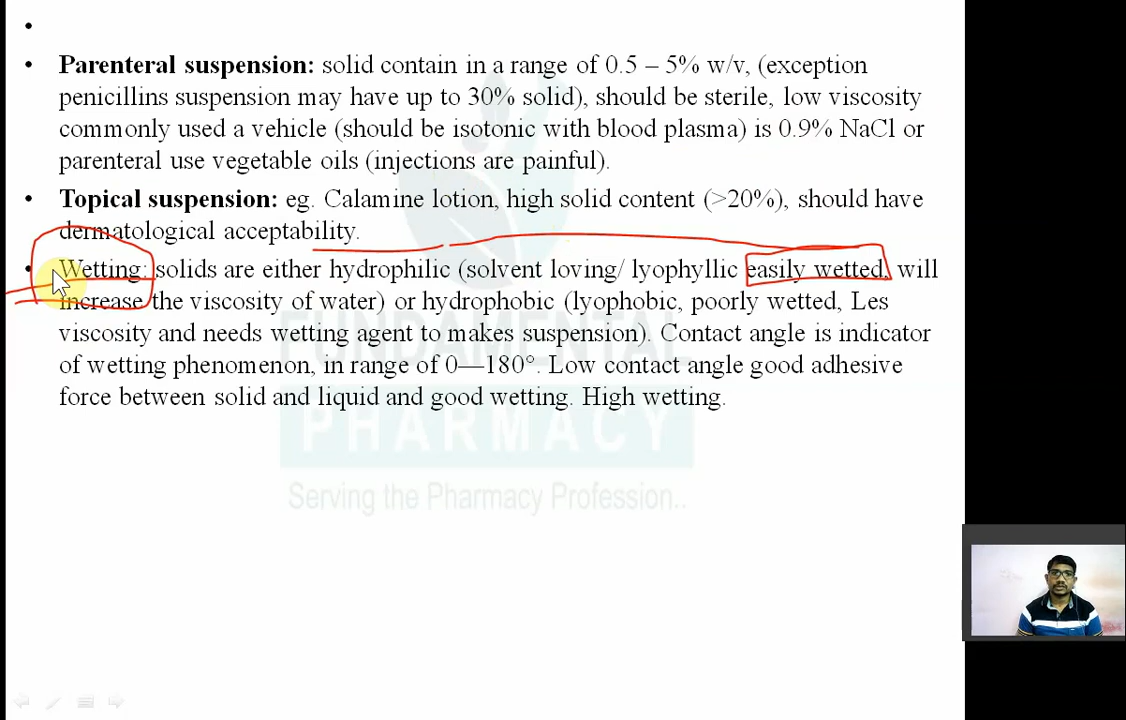 • Parenteral suspension: solid contain in a range of 0.5 – 5% w/v, (exception
penicillins suspension may have up to 30% solid), should be sterile, low viscosity
commonly used a vehicle (should be isotonic with blood plasma) is 0.9% NaCl or
parenteral use vegetable oils (injections are painful).
• Topical suspension: eg. Calamine lotion, high solid content (>20%), should have
dermatological acceptability.
• Wetting: solids are either hydrophilic (solvent loving/ lyophyllic easily wetted, will
increase the viscosity of water) or hydrophobic (lyophobic, poorly wetted, Les
viscosity and needs wetting agent to makes suspension). Contact angle is indicator
of wetting phenomenon, in range of 0—180°. Low contact angle good adhesive
force between solid and liquid and good wetting. High wetting.
FUNDAMENTAL
PHARMACY
Serving the Pharmacy Profession..